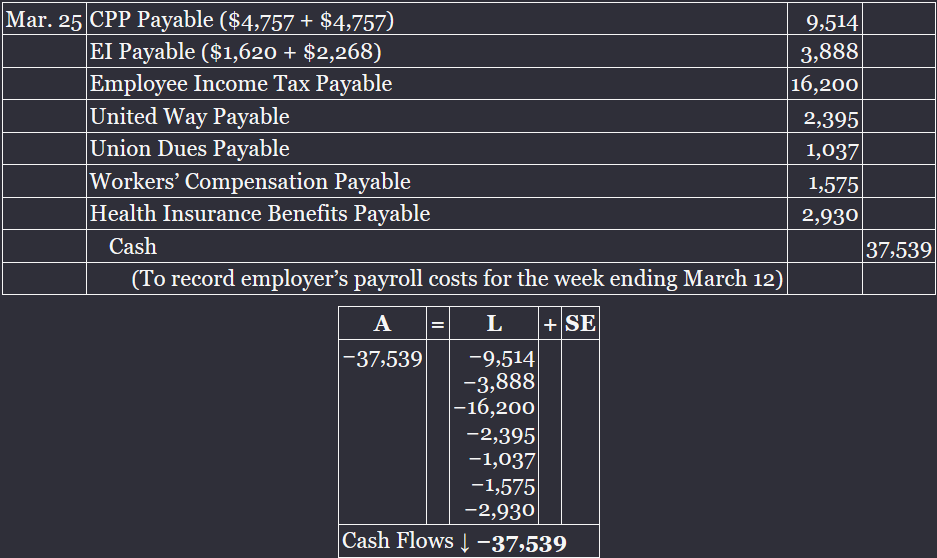 Mar. 25 CPP Payable ($4,757 + $4,757) 9,514
EI Payable ($1,620 + $2,268) 3,888
Employee Income Tax Payable 16,200
United Way Payable 2,395
Union Dues Payable 1,037
Workers’ Compensation Payable 1,575
Health Insurance Benefits Payable 2,930
Cash 37,539
(To record employer’s payroll costs for the week ending March 12)
A = L + SE
−37,539 −9,514
−3,888
−16,200
−2,395
−1,037
−1,575
−2,930
Cash Flows ↓ −37,539